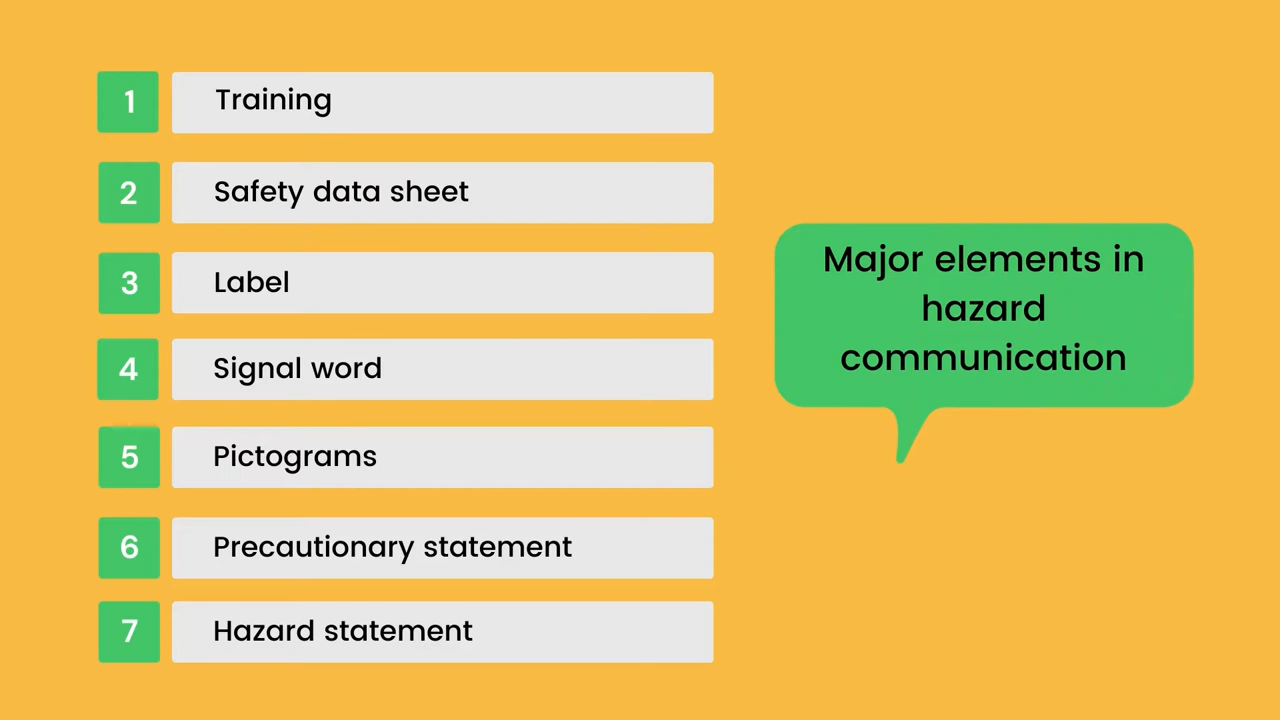 1 Training
2 Safety data sheet
3 Label
4 Signal word
5 Pictograms
6 Precautionary statement
7 Hazard statement
Major elements in
hazard
communication